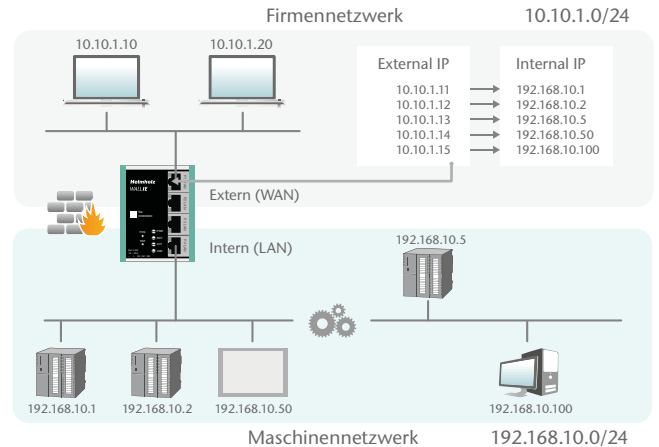 Firmennetzwerk 10.10.1.0/24
10.10.1.10
10.10.1.20
External IP Internal IP
10.10.1.11 192.168.10.1
10.10.1.12 192.168.10.2
10.10.1.13 192.168.10.5
10.10.1.14 192.168.10.50
10.10.1.15 192.168.10.100
Helmholz
WALL IE
Extern (WAN)
Intern (LAN)
192.168.10.5
192.168.10.1
192.168.10.2
192.168.10.50
192.168.10.100
Maschinennetzwerk 192.168.10.0/24